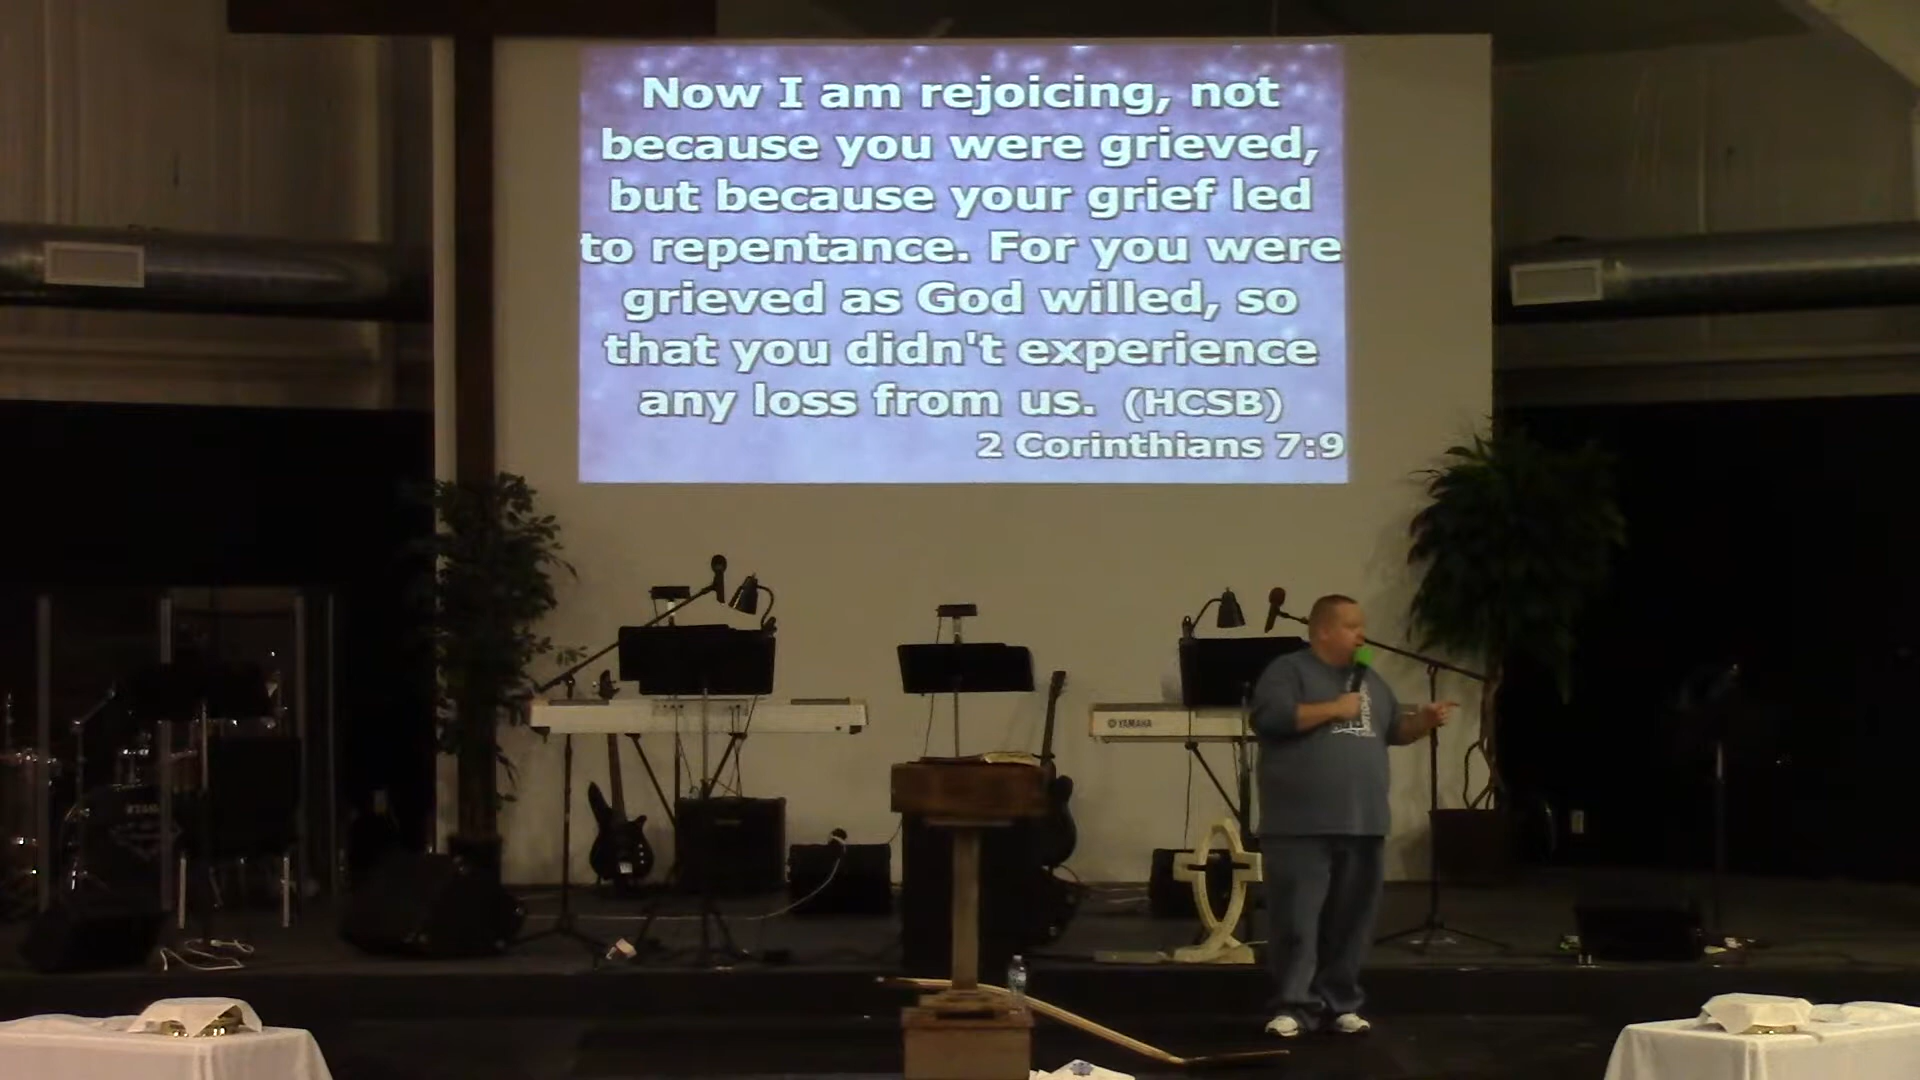 Now I am rejoicing, not
because you were grieved,
but because your grief led
to repentance. For you were
grieved as God willed, so
that you didn't experience
any loss from us. (HCSB)
2 Corinthians 7:9
YAMAHA